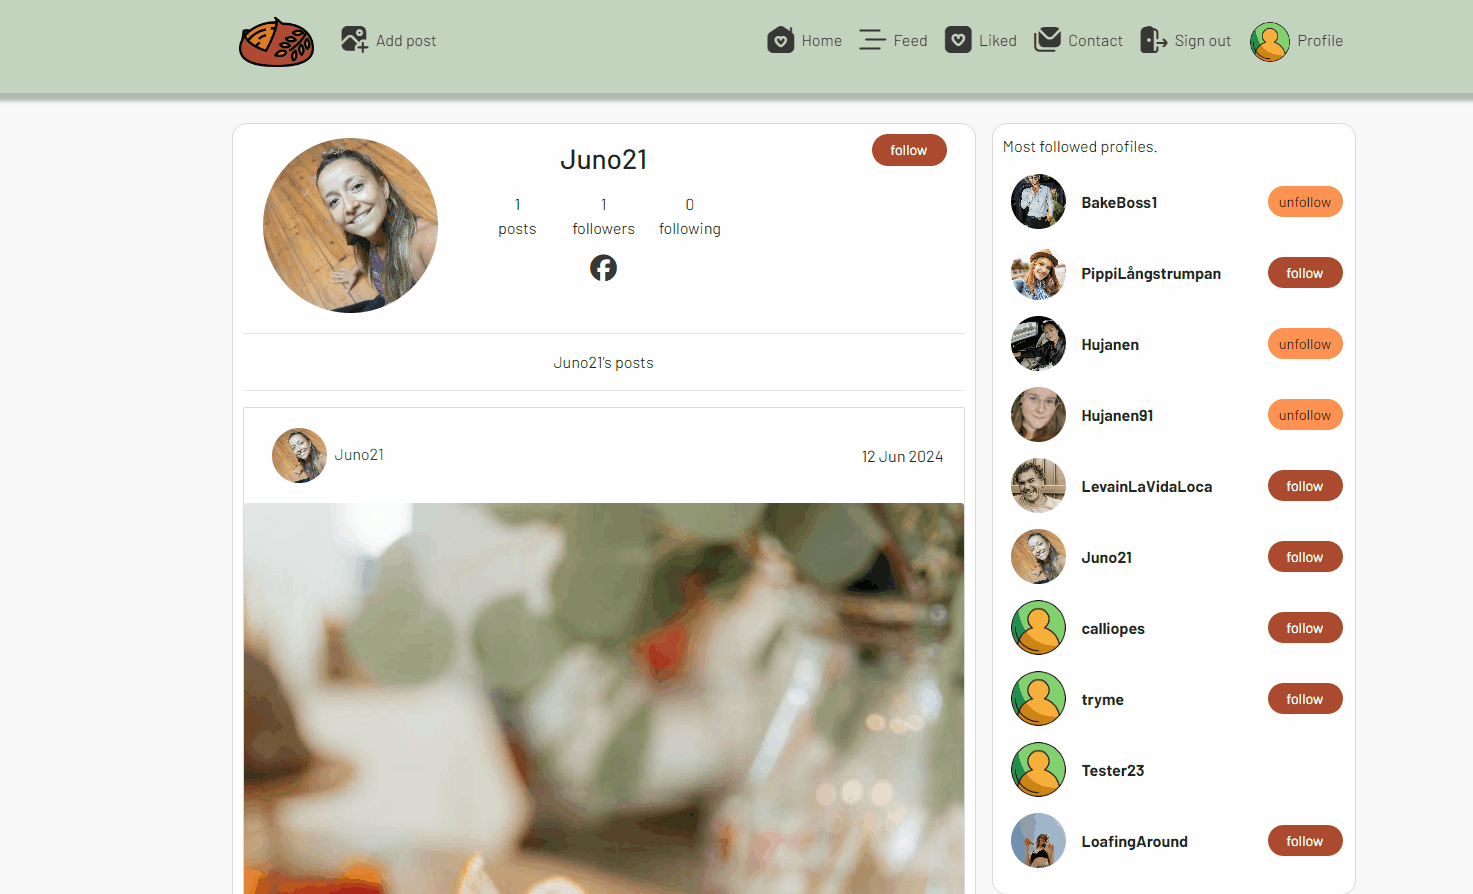 Add post
Home
Feed
Liked
Contact
Sign out
Profile
Juno21
follow
1 1 0
posts followers following
Juno21's posts
Juno21
12 Jun 2024
Most followed profiles.
BakeBoss1 unfollow
PippiLångstrumpan follow
Hujanen unfollow
Hujanen91 unfollow
LevainLaVidaLoca follow
Juno21 follow
calliopes follow
tryme follow
Tester23
LoafingAround follow